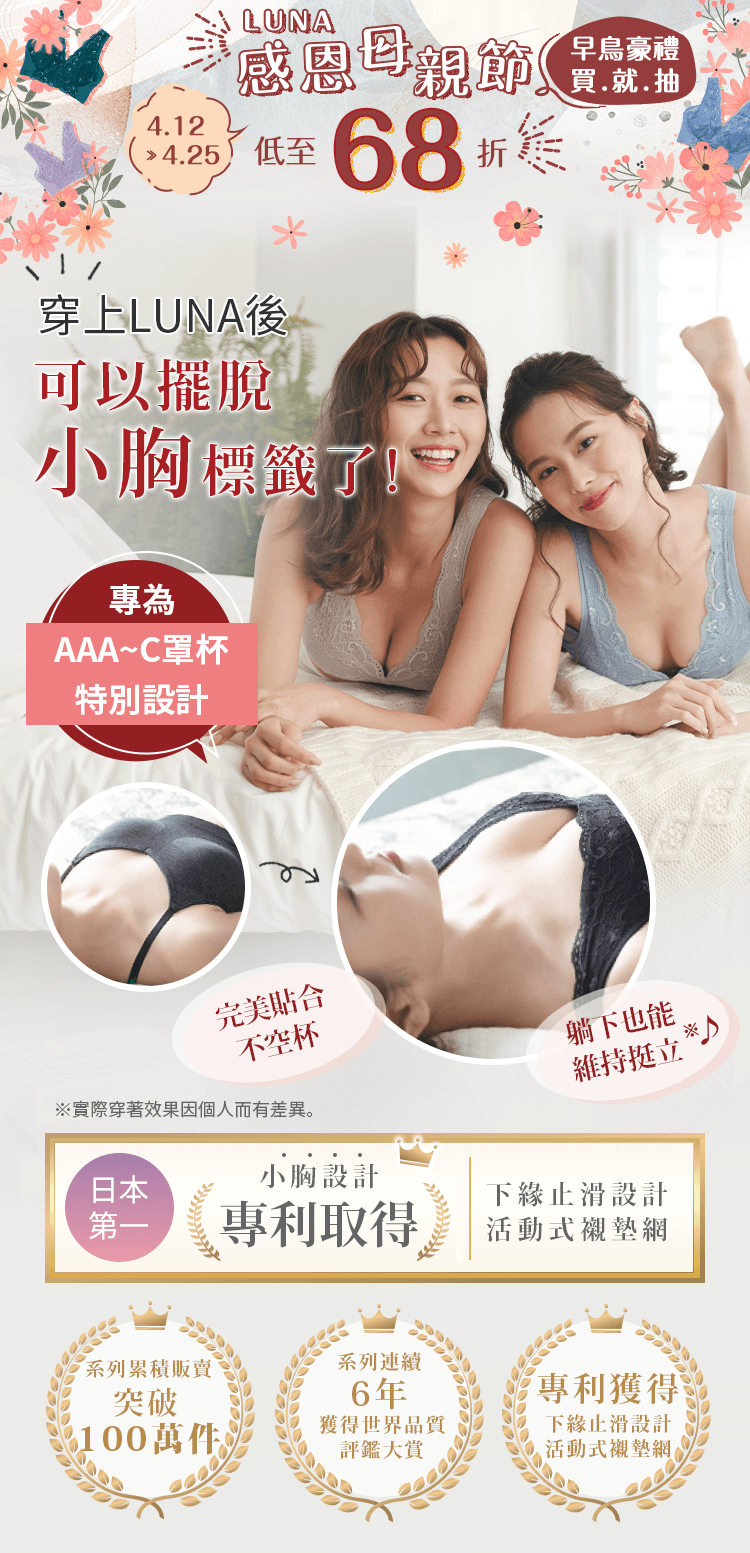 LUNA
感恩母親節
早鳥豪禮
買.就.抽
4.12
»4.25
低至 68 折
穿上LUNA後
可以擺脫
小胸標籤了!
專為
AAA~C罩杯
特別設計
完美貼合
不空杯
躺下也能
維持挺立※♪
※實際穿著效果因個人而有差異。
日本
第一
小胸設計
專利取得
下緣止滑設計
活動式襯墊網
系列累積販賣
突破
100萬件
系列連續
6年
獲得世界品質
評鑑大賞
專利獲得
下緣止滑設計
活動式襯墊網